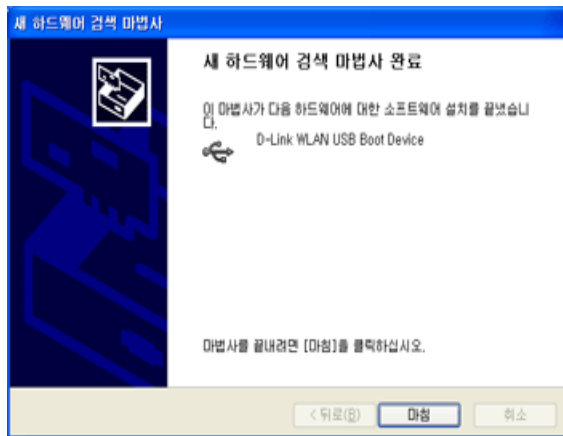 새 하드웨어 검색 마법사
새 하드웨어 검색 마법사 완료
이 마법사가 다음 하드웨어에 대한 소프트웨어 설치를 끝냈습니
다.
D-Link WLAN USB Boot Device
마법사를 끝내려면 [마침]을 클릭하십시오.
< 뒤로(B)
마침
취소